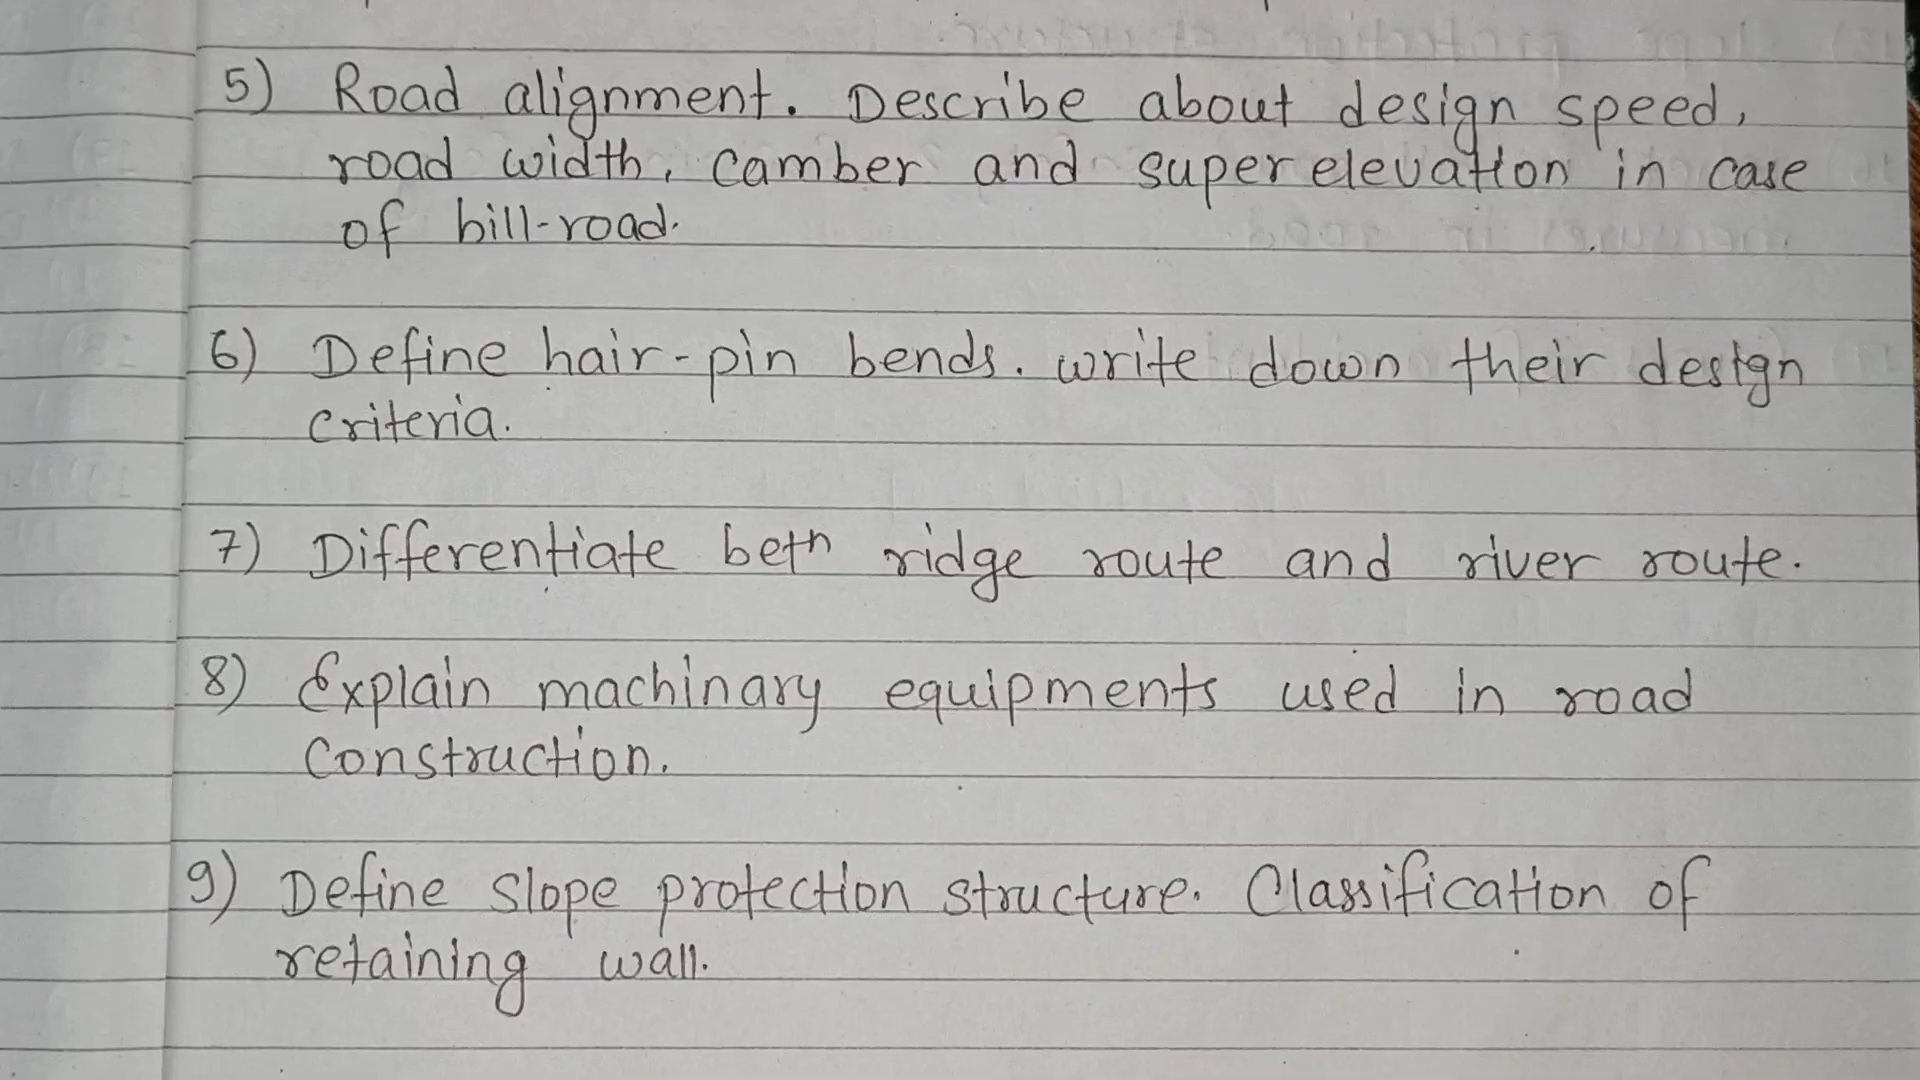 5) Road alignment. Describe about design speed,
road width, camber and superelevation in case
of hill-road.
6) Define hair-pin bends. write down their design
criteria.
7) Differentiate betn ridge route and river route.
8) Explain machinary equipments used in road
construction.
9) Define slope protection structure. Classification of
retaining wall.